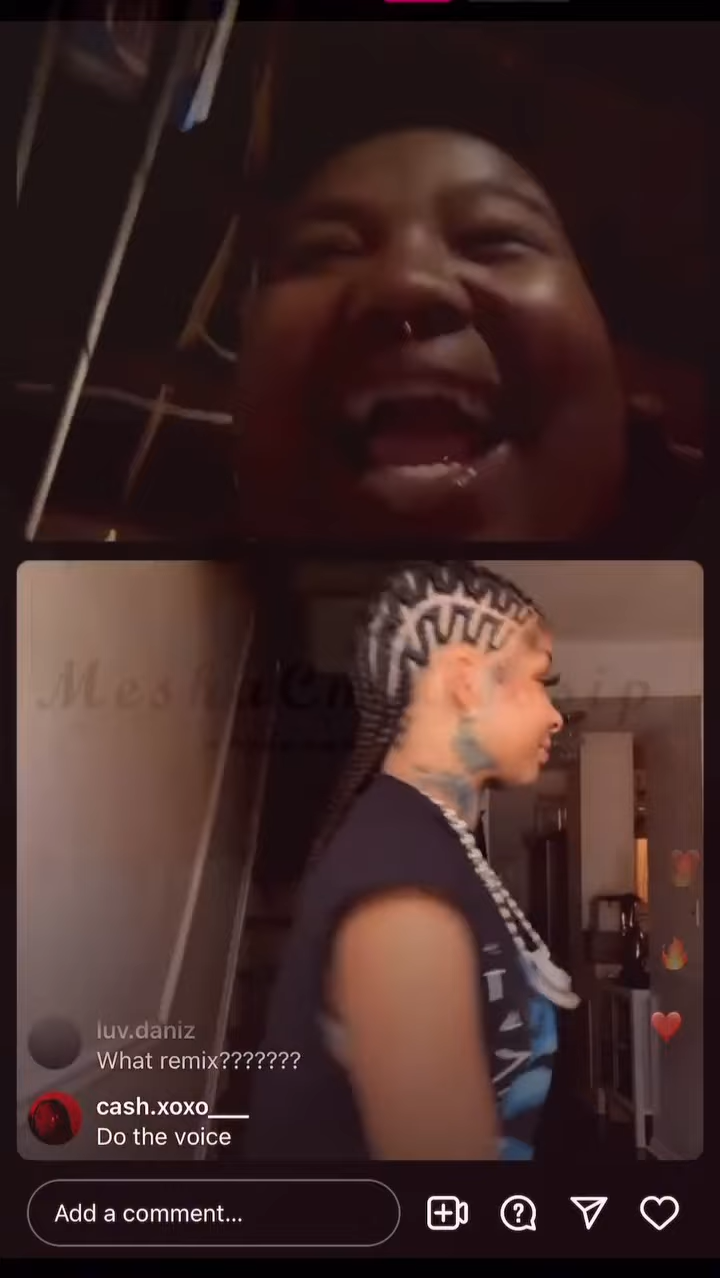 luv.daniz
What remix???????
cash.xoxo___
Do the voice
Add a comment...